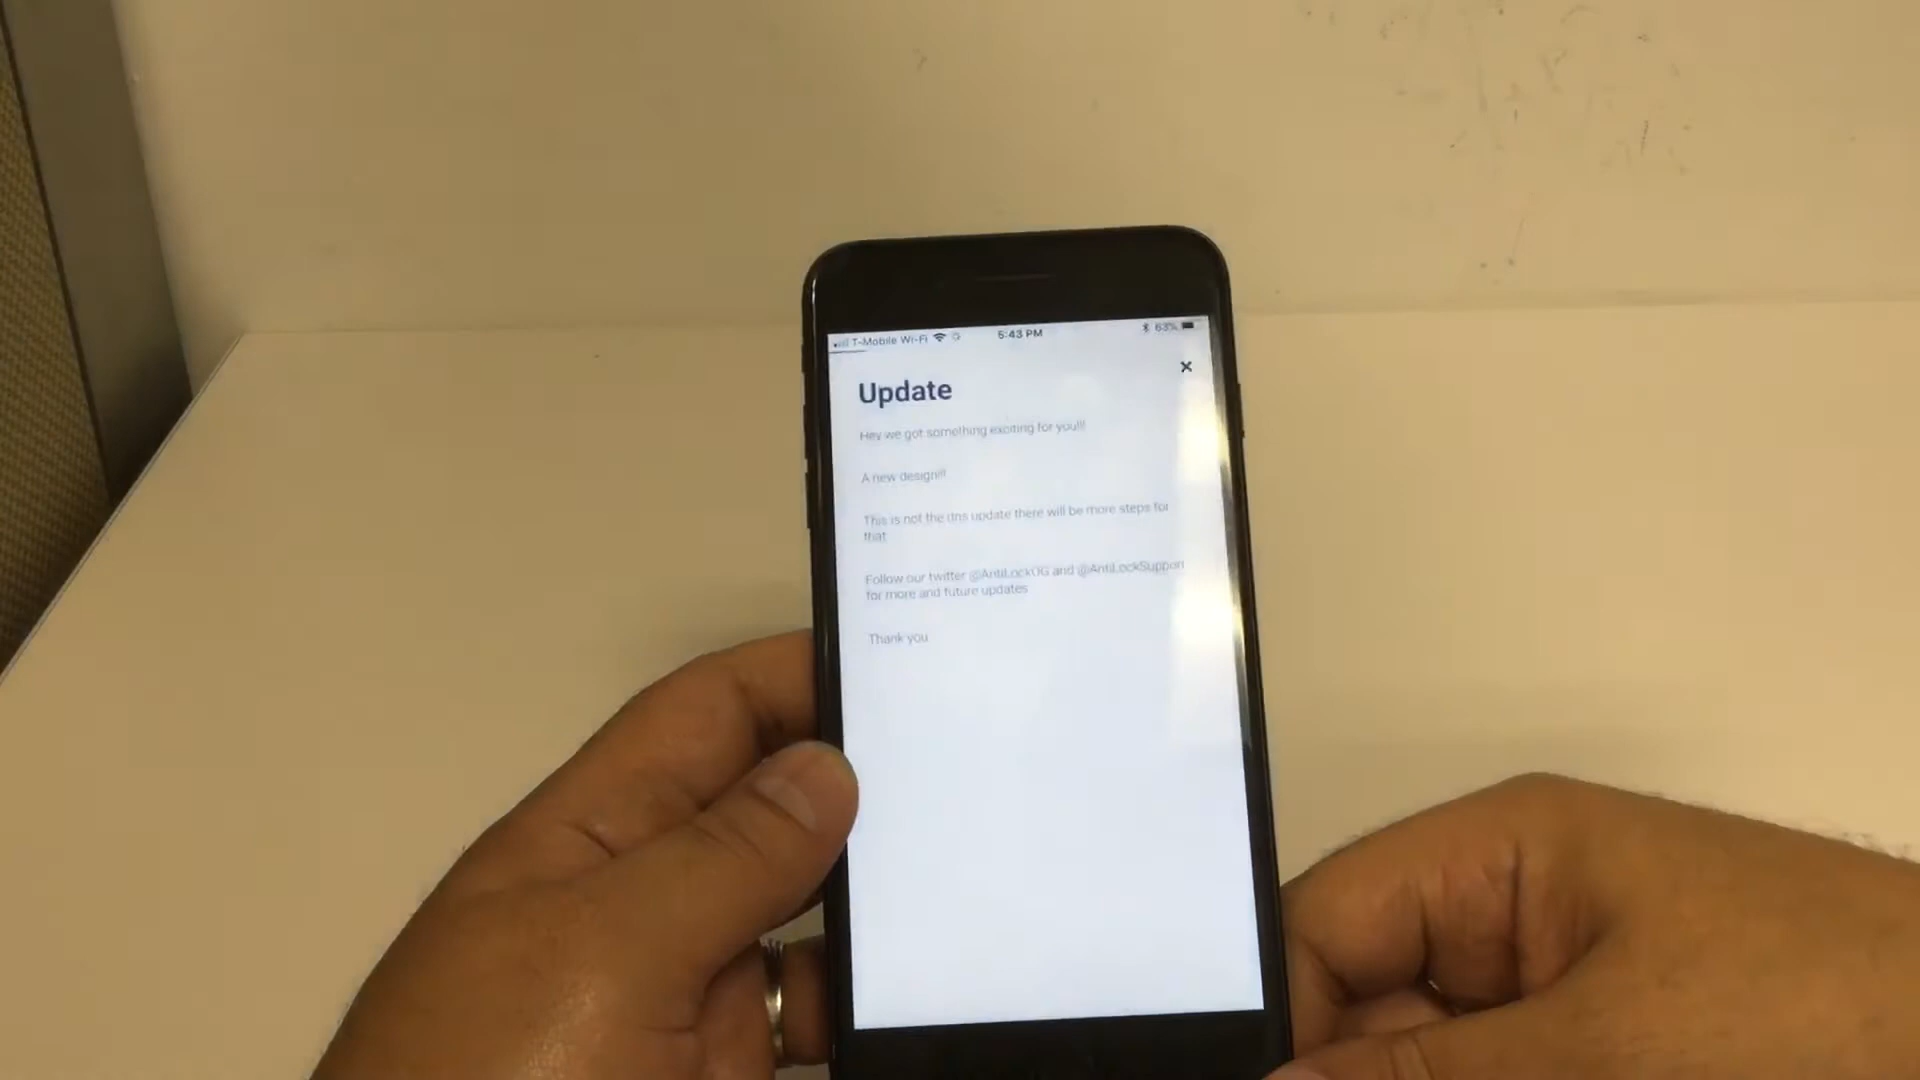 T-Mobile Wi-Fi 5:43 PM 63%
×
Update
Hey we got something exciting for you!!!
A new design!!!
This is not the dns update there will be more steps for
that
Follow our twitter @AntiLockOG and @AntiLockSupport
for more and future updates
Thank you